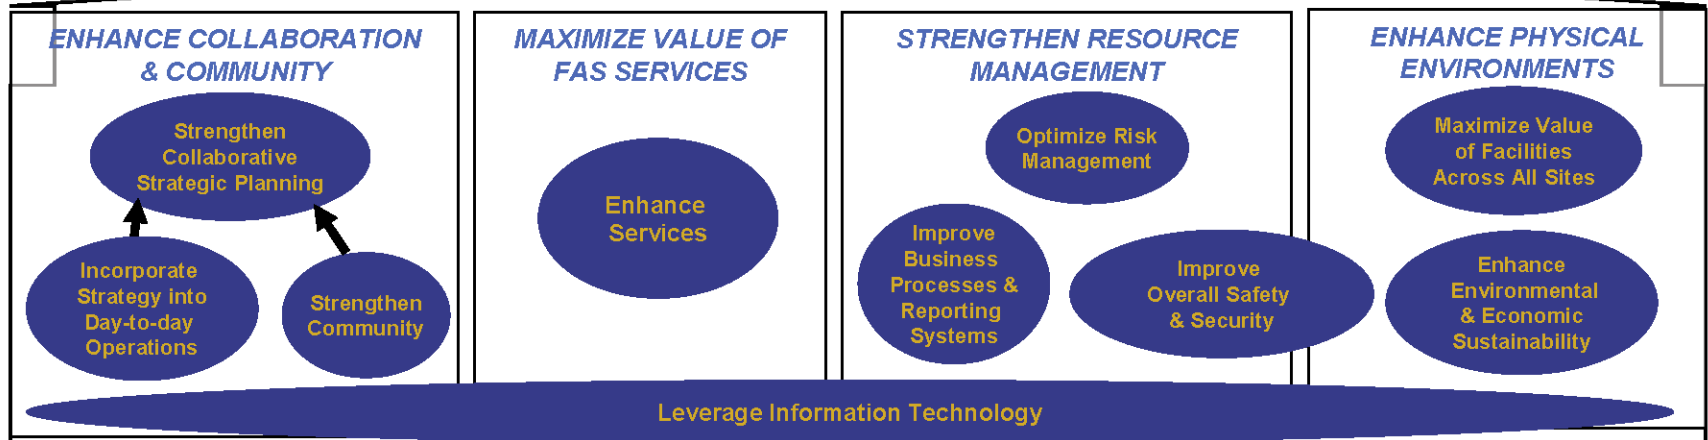 ENHANCE COLLABORATION
& COMMUNITY
Strengthen
Collaborative
Strategic Planning
Incorporate
Strategy into
Day-to-day
Operations
Strengthen
Community
MAXIMIZE VALUE OF
FAS SERVICES
Enhance
Services
STRENGTHEN RESOURCE
MANAGEMENT
Optimize Risk
Management
Improve
Business
Processes &
Reporting
Systems
Improve
Overall Safety
& Security
ENHANCE PHYSICAL
ENVIRONMENTS
Maximize Value
of Facilities
Across All Sites
Enhance
Environmental
& Economic
Sustainability
Leverage Information Technology